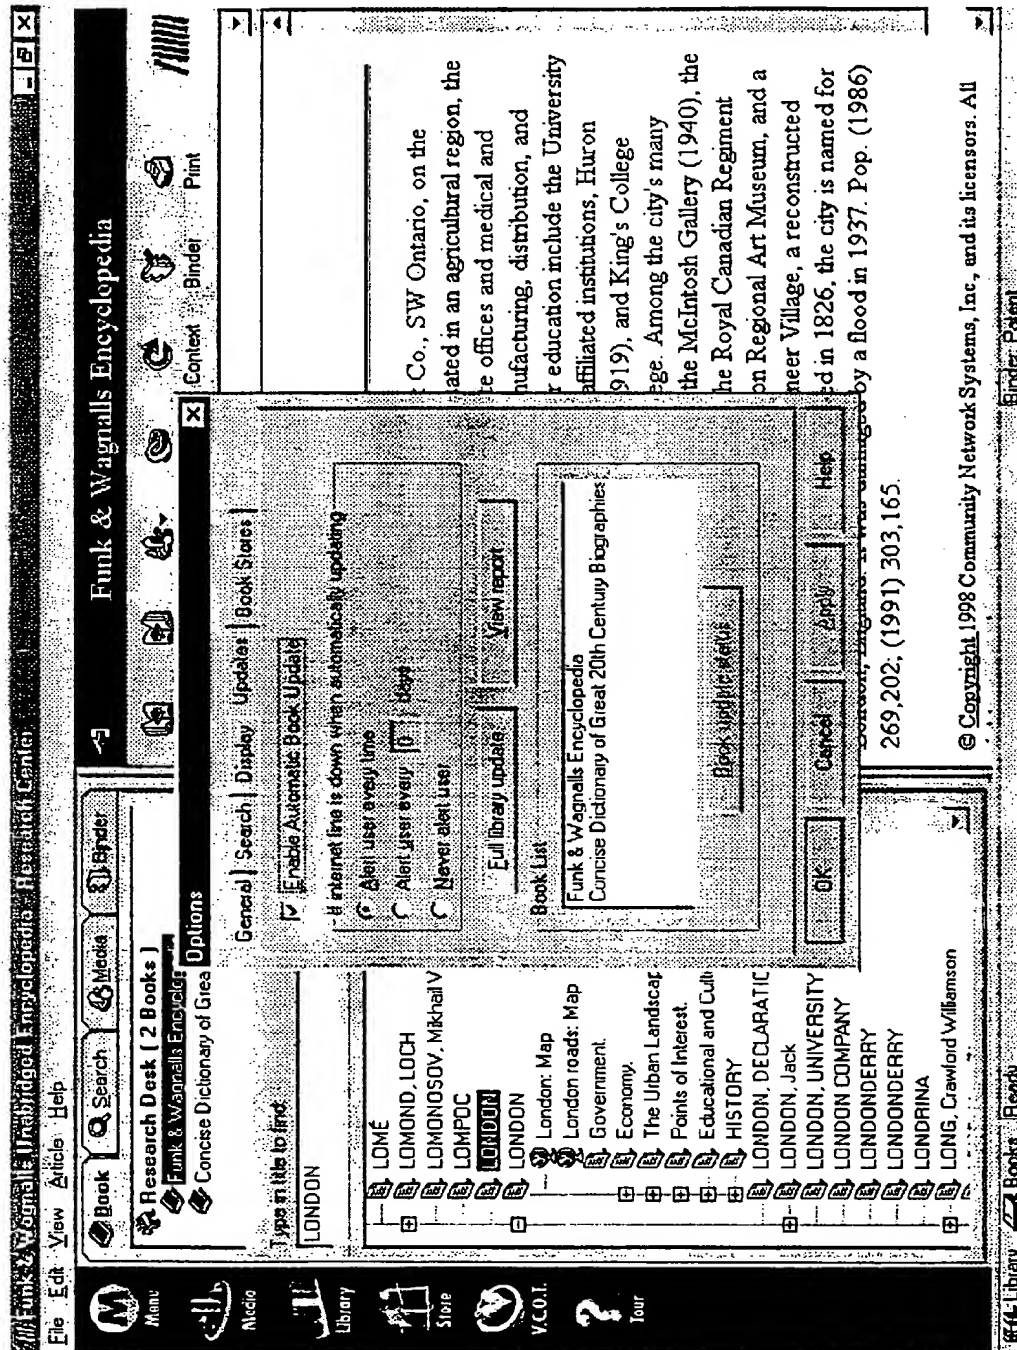 Funk & Wagnalls Unabridged Encyclopedia: Research Center
File Edit View Article Help
Menu
Media
Library
Store
V.C.O.T.
Tour
Book Search Media Binder
Research Desk ( 2 Books )
Funk & Wagnalls Encyclo
Concise Dictionary of Grea
Type in title to find:
LONDON
LOMÉ
LOMOND, LOCH
LOMONOSOV, Mikhail V
LOMPOC
LONDON
LONDON
London: Map
London roads: Map
Government.
Economy.
The Urban Landscap
Points of Interest.
Educational and Cult
HISTORY
LONDON, DECLARATIC
LONDON, Jack
LONDON, UNIVERSITY
LONDON COMPANY
LONDONDERRY
LONDONDERRY
LONDRINA
LONG, Crawford Williamson
Funk & Wagnalls Encyclopedia
Context Binder Print
Options
General Search Display Updates Book Stores
Enable Automatic Book Update
If internet line is down when automatically updating
Alert user every time
Alert user every 0 days
Never alert user
Full library update View report
Book List
Funk & Wagnalls Encyclopedia
Concise Dictionary of Great 20th Century Biographies
Book update status
OK Cancel Apply Help
Co., SW Ontario, on the
ated in an agricultural region, the
te offices and medical and
nufacturing, distribution, and
r education include the University
affiliated institutions, Huron
919), and King's College
ege. Among the city's many
the McIntosh Gallery (1940), the
he Royal Canadian Regiment
on Regional Art Museum, and a
neer Village, a reconstructed
ed in 1826, the city is named for
London, England. It was damaged by a flood in 1937. Pop. (1986)
269,202; (1991) 303,165.
© Copyright 1998 Community Network Systems, Inc., and its licensors. All
Library Books Ready Binder: Patent